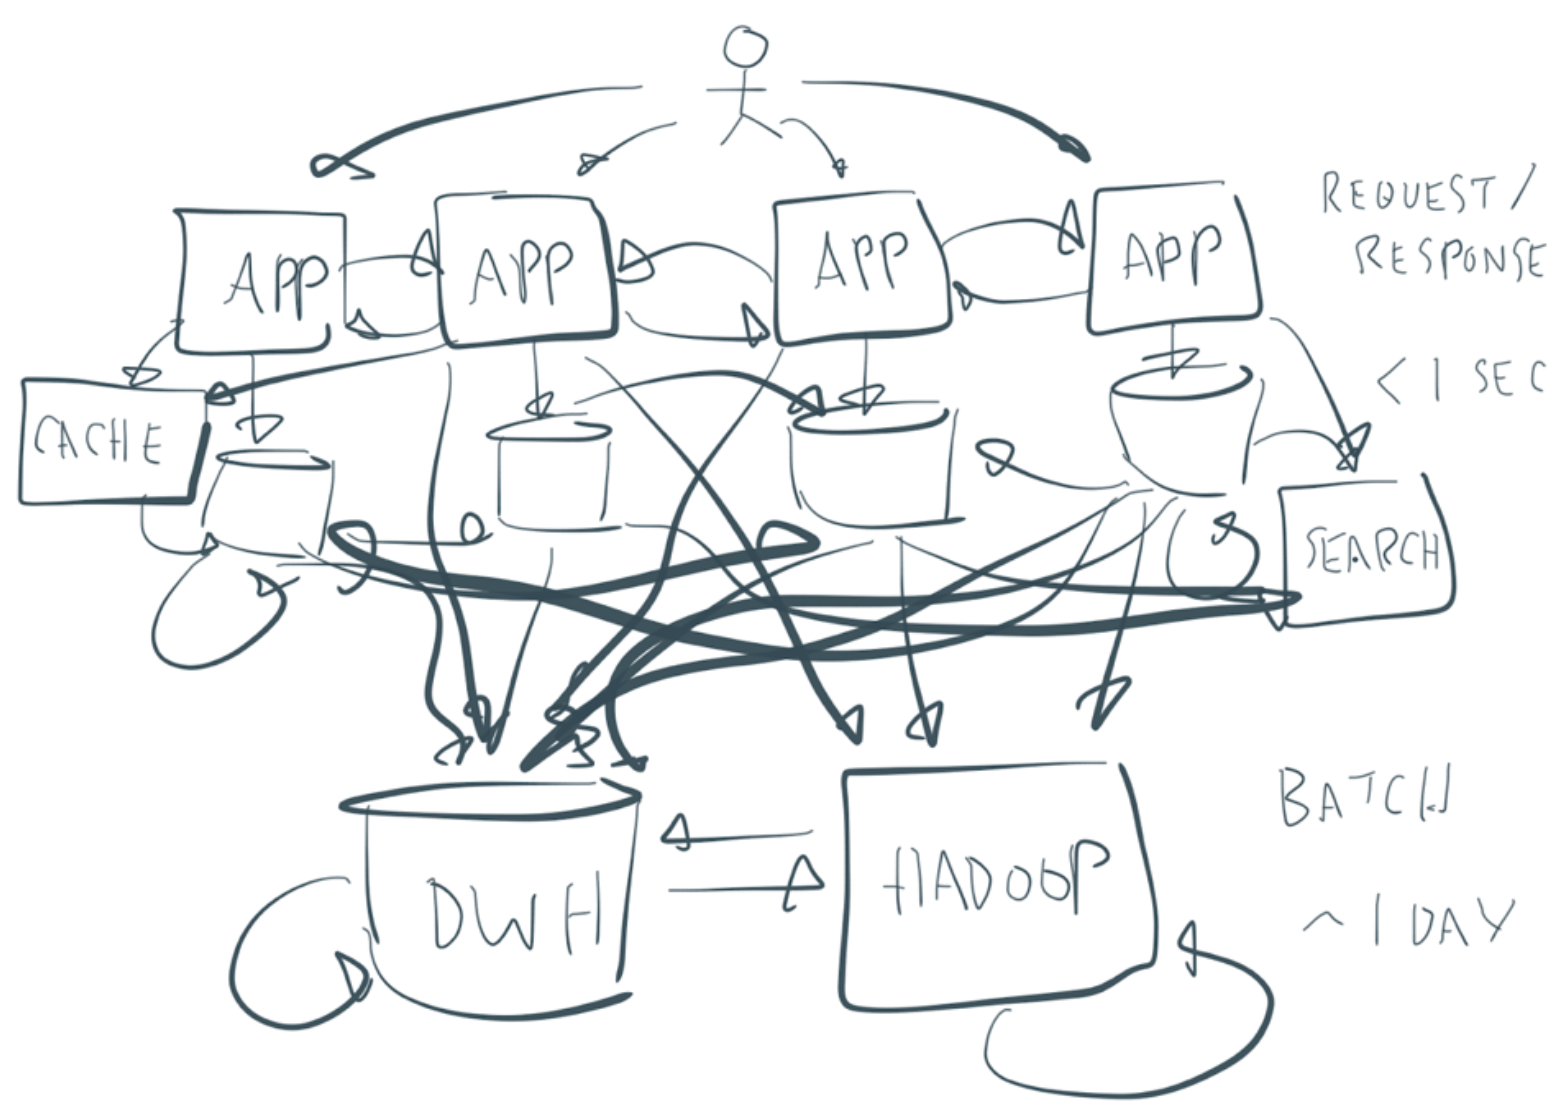 APP
APP
APP
APP
REQUEST/
RESPONSE
< 1 SEC
CACHE
SEARCH
DWH
HADOOP
BATCH
~ 1 DAY